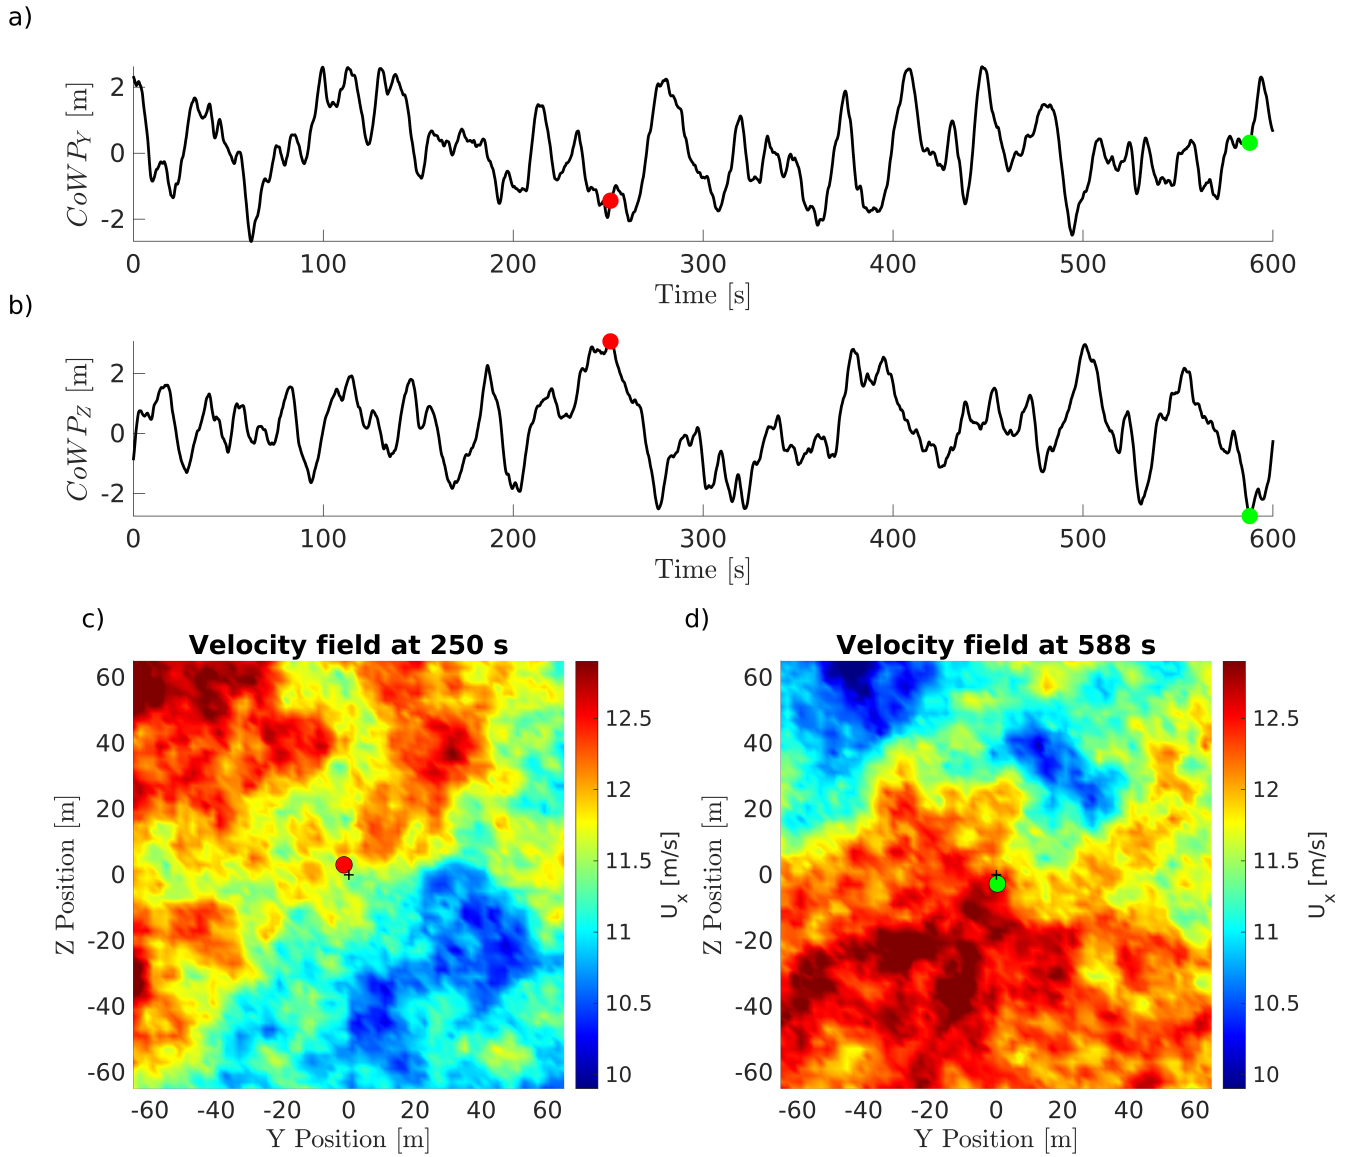 a)
CoWP_Y [m]
2
0
-2
0 100 200 300 400 500 600
Time [s]
b)
CoWP_Z [m]
2
0
-2
0 100 200 300 400 500 600
Time [s]
c)
Velocity field at 250 s
Z Position [m]
60
40
20
0
-20
-40
-60
-60 -40 -20 0 20 40 60
Y Position [m]
12.5
12
11.5
11
10.5
10
U_x [m/s]
d)
Velocity field at 588 s
Z Position [m]
60
40
20
0
-20
-40
-60
-60 -40 -20 0 20 40 60
Y Position [m]
12.5
12
11.5
11
10.5
10
U_x [m/s]